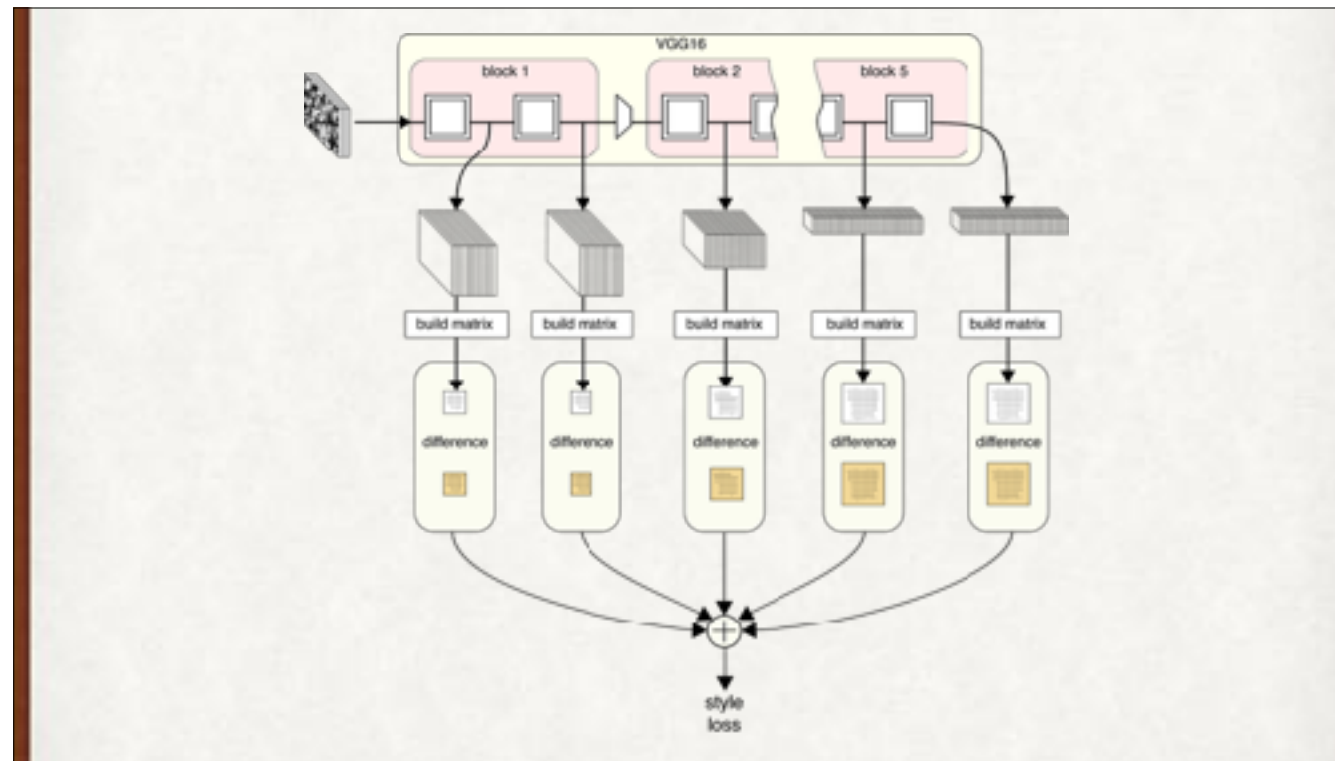 VGG16
block 1
block 2
block 5
build matrix
build matrix
build matrix
build matrix
build matrix
difference
difference
difference
difference
difference
style
loss